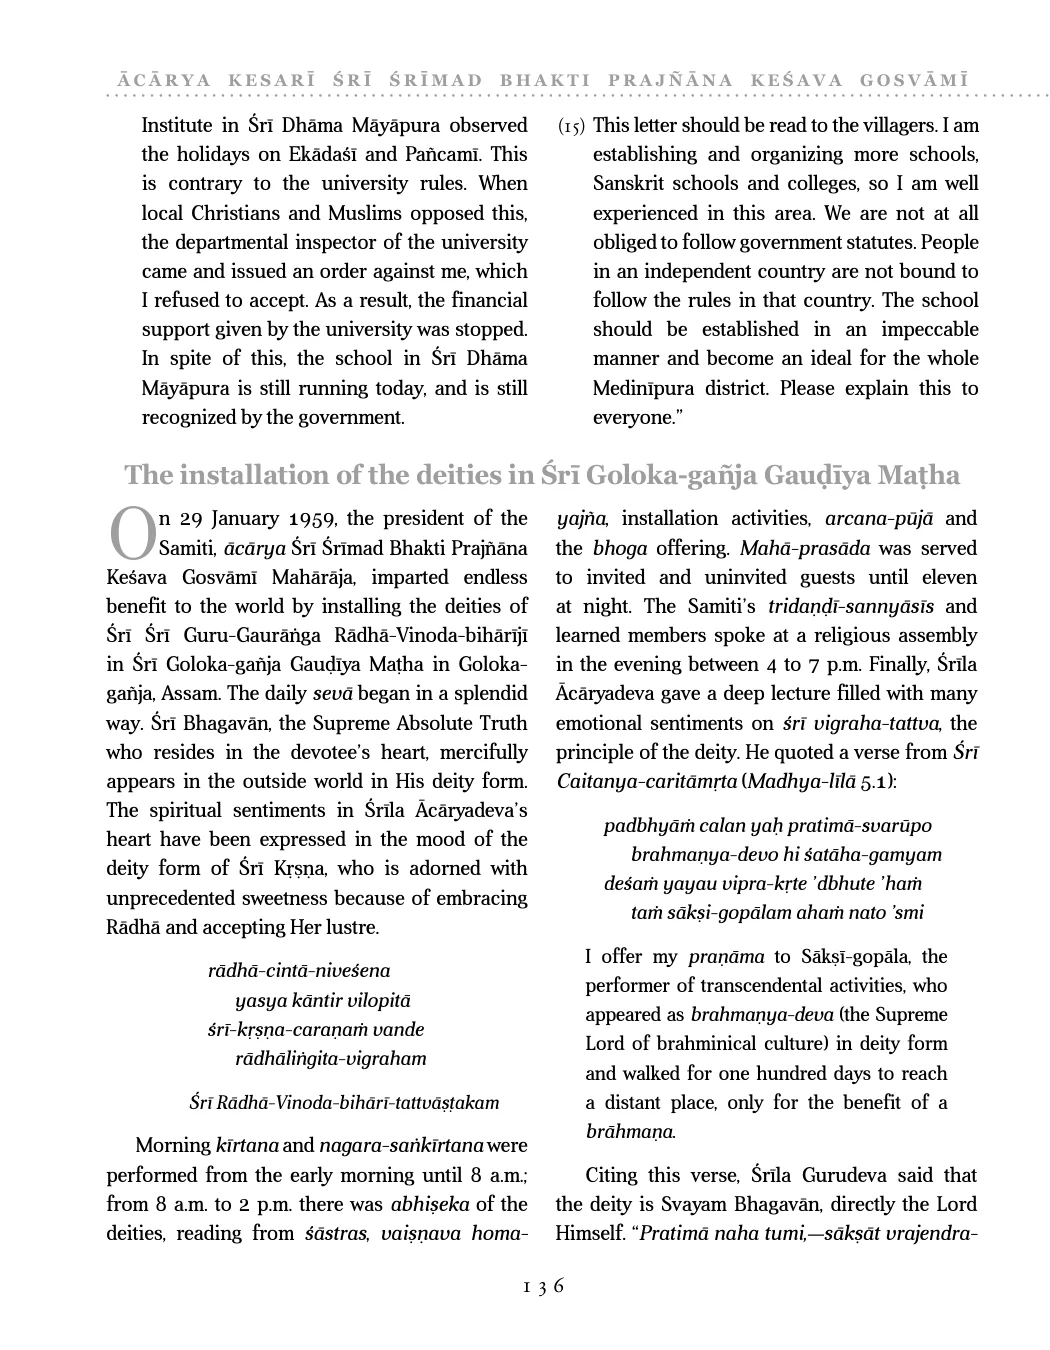 ĀCĀRYA KESARĪ ŚRĪ ŚRĪMAD BHAKTI PRAJÑĀNA KEŚAVA GOSVĀMĪ
Institute in Śrī Dhāma Māyāpura observed
the holidays on Ekādaśī and Pañcamī. This
is contrary to the university rules. When
local Christians and Muslims opposed this,
the departmental inspector of the university
came and issued an order against me, which
I refused to accept. As a result, the financial
support given by the university was stopped.
In spite of this, the school in Śrī Dhāma
Māyāpura is still running today, and is still
recognized by the government.
(15) This letter should be read to the villagers. I am
establishing and organizing more schools,
Sanskrit schools and colleges, so I am well
experienced in this area. We are not at all
obliged to follow government statutes. People
in an independent country are not bound to
follow the rules in that country. The school
should be established in an impeccable
manner and become an ideal for the whole
Medinīpura district. Please explain this to
everyone.”
The installation of the deities in Śrī Goloka-gañja Gauḍīya Maṭha
On 29 January 1959, the president of the
Samiti, ācārya Śrī Śrīmad Bhakti Prajñāna
Keśava Gosvāmī Mahārāja, imparted endless
benefit to the world by installing the deities of
Śrī Śrī Guru-Gaurāṅga Rādhā-Vinoda-bihārījī
in Śrī Goloka-gañja Gauḍīya Maṭha in Goloka-
gañja, Assam. The daily sevā began in a splendid
way. Śrī Bhagavān, the Supreme Absolute Truth
who resides in the devotee’s heart, mercifully
appears in the outside world in His deity form.
The spiritual sentiments in Śrīla Ācāryadeva’s
heart have been expressed in the mood of the
deity form of Śrī Kṛṣṇa, who is adorned with
unprecedented sweetness because of embracing
Rādhā and accepting Her lustre.
rādhā-cintā-niveśena
yasya kāntir vilopitā
śrī-kṛṣṇa-caraṇaṁ vande
rādhāliṅgita-vigraham
Śrī Rādhā-Vinoda-bihārī-tattvāṣṭakam
Morning kīrtana and nagara-saṅkīrtana were
performed from the early morning until 8 a.m.;
from 8 a.m. to 2 p.m. there was abhiṣeka of the
deities, reading from śāstras, vaiṣṇava homa-
yajña, installation activities, arcana-pūjā and
the bhoga offering. Mahā-prasāda was served
to invited and uninvited guests until eleven
at night. The Samiti’s tridaṇḍī-sannyāsīs and
learned members spoke at a religious assembly
in the evening between 4 to 7 p.m. Finally, Śrīla
Ācāryadeva gave a deep lecture filled with many
emotional sentiments on śrī vigraha-tattva, the
principle of the deity. He quoted a verse from Śrī
Caitanya-caritāmṛta (Madhya-līlā 5.1):
padbhyāṁ calan yaḥ pratimā-svarūpo
brahmaṇya-devo hi śatāha-gamyam
deśaṁ yayau vipra-kṛte ’dbhute ’haṁ
taṁ sākṣi-gopālam ahaṁ nato ’smi
I offer my praṇāma to Sākṣī-gopāla, the
performer of transcendental activities, who
appeared as brahmaṇya-deva (the Supreme
Lord of brahminical culture) in deity form
and walked for one hundred days to reach
a distant place, only for the benefit of a
brāhmaṇa.
Citing this verse, Śrīla Gurudeva said that
the deity is Svayam Bhagavān, directly the Lord
Himself. “Pratimā naha tumi,—sākṣāt vrajendra-
136